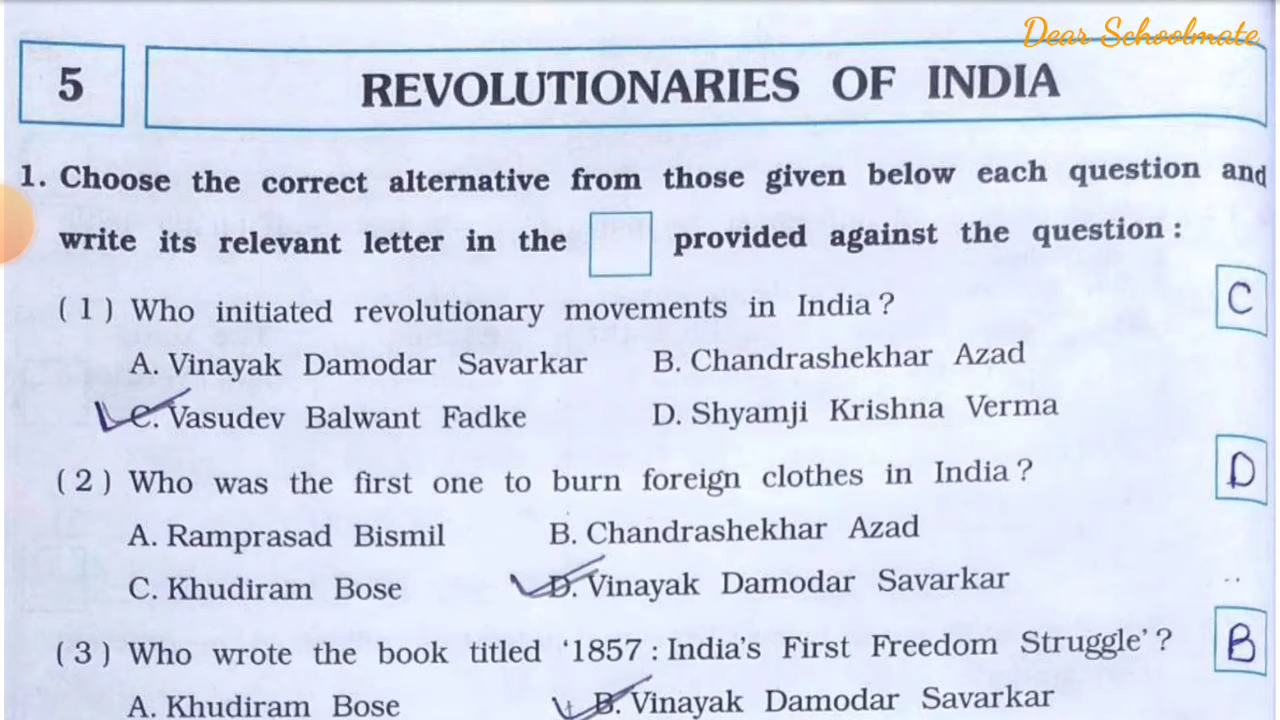 Dear Schoolmate
5 REVOLUTIONARIES OF INDIA
1. Choose the correct alternative from those given below each question and
write its relevant letter in the provided against the question :
( 1 ) Who initiated revolutionary movements in India ? C
A. Vinayak Damodar Savarkar B. Chandrashekhar Azad
C. Vasudev Balwant Fadke D. Shyamji Krishna Verma
( 2 ) Who was the first one to burn foreign clothes in India ? D
A. Ramprasad Bismil B. Chandrashekhar Azad
C. Khudiram Bose D. Vinayak Damodar Savarkar
( 3 ) Who wrote the book titled '1857 : India's First Freedom Struggle' ? B
A. Khudiram Bose B. Vinayak Damodar Savarkar